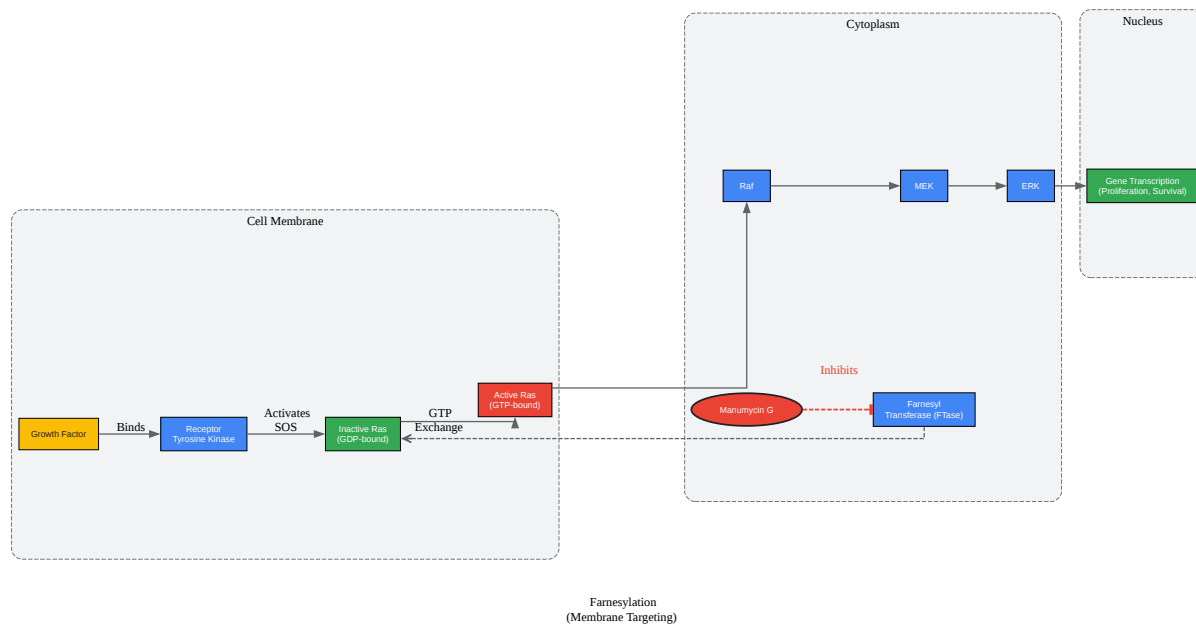 Cytoplasm
Nucleus
Raf
MEK
ERK
Gene Transcription
(Proliferation, Survival)
Cell Membrane
Inhibits
Active Ras
(GTP-bound)
Manumycin G
Farnesyl
Transferase (FTase)
Growth Factor
Binds
Receptor
Tyrosine Kinase
Activates
SOS
Inactive Ras
(GDP-bound)
GTP
Exchange
Farnesylation
(Membrane Targeting)